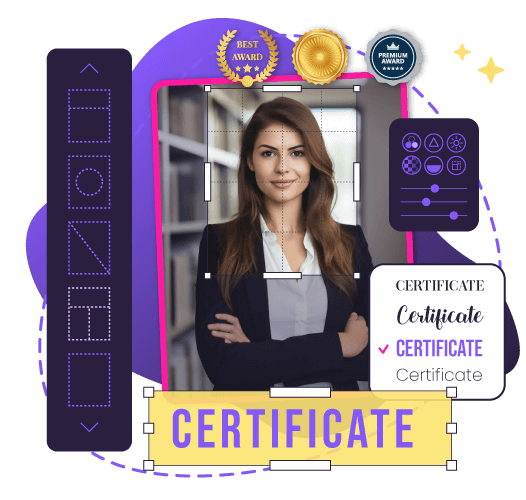 BEST
AWARD
PREMIUM
AWARD
CERTIFICATE
Certificate
CERTIFICATE
Certificate
CERTIFICATE